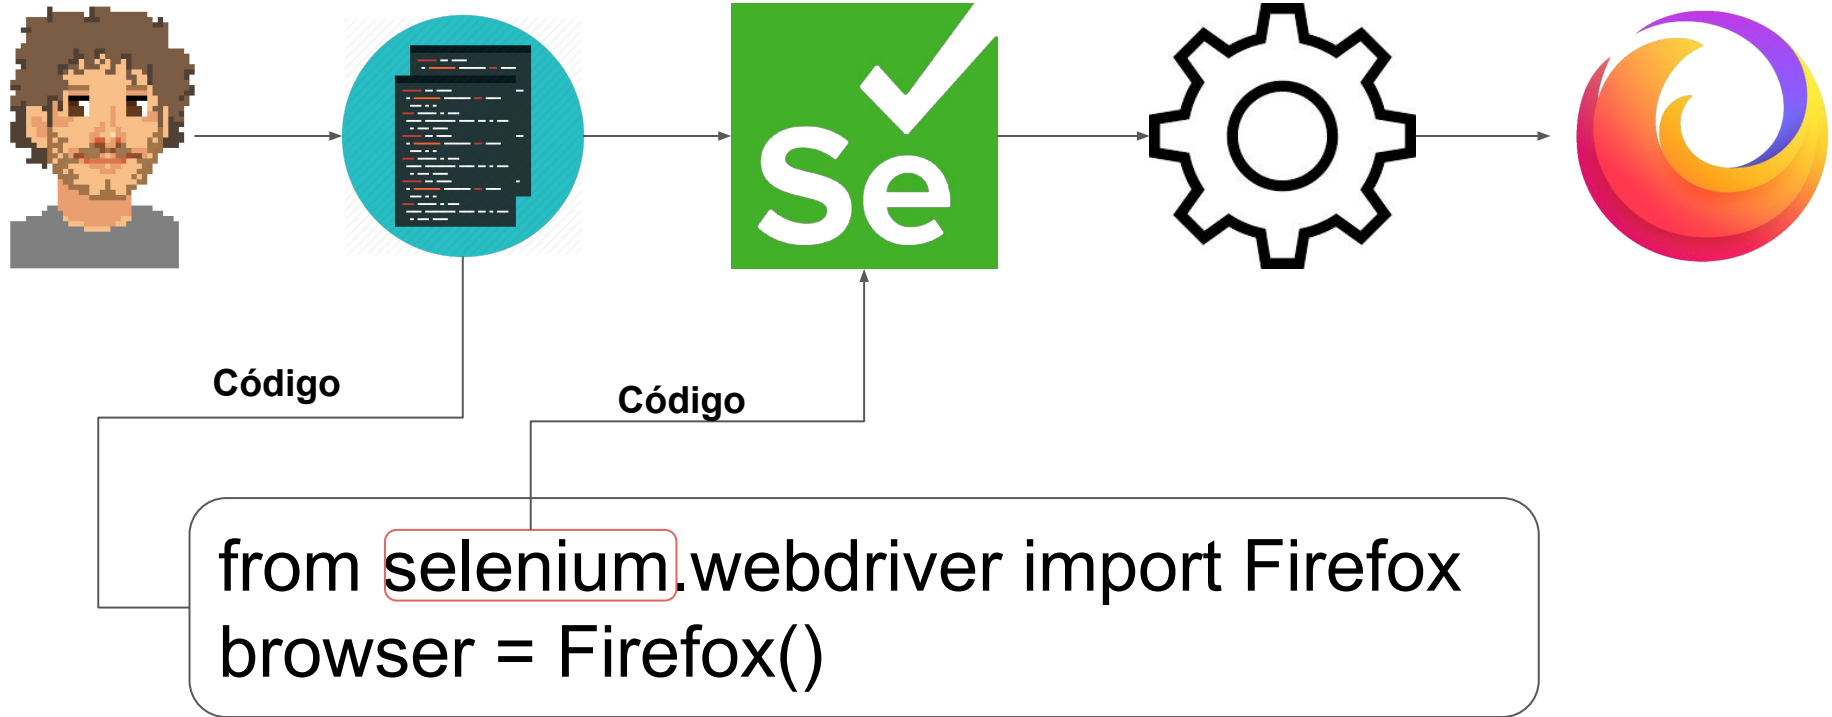 Se
Código
Código
from selenium.webdriver import Firefox
browser = Firefox()